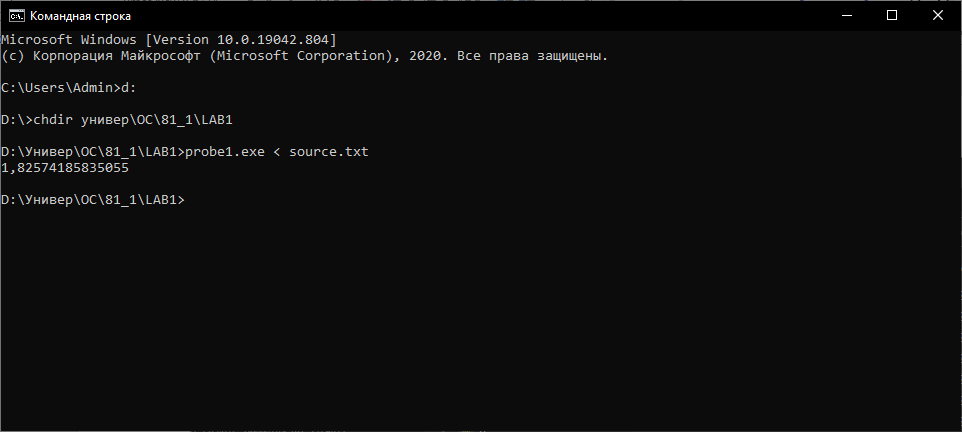 Командная строка
Microsoft Windows [Version 10.0.19042.804]
(c) Корпорация Майкрософт (Microsoft Corporation), 2020. Все права защищены.
C:\Users\Admin>d:
D:\>chdir универ\ОС\81_1\LAB1
D:\Универ\ОС\81_1\LAB1>probe1.exe < source.txt
1,82574185835055
D:\Универ\ОС\81_1\LAB1>